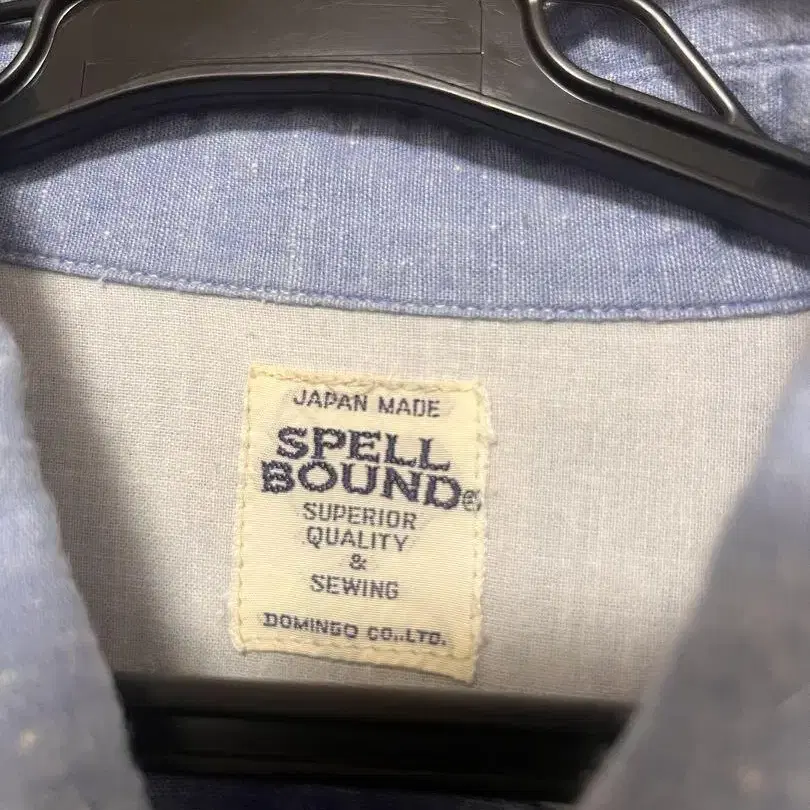 JAPAN MADE
SPELL
BOUND®
SUPERIOR
QUALITY
&
SEWING
DOMINGO CO.,LTD.